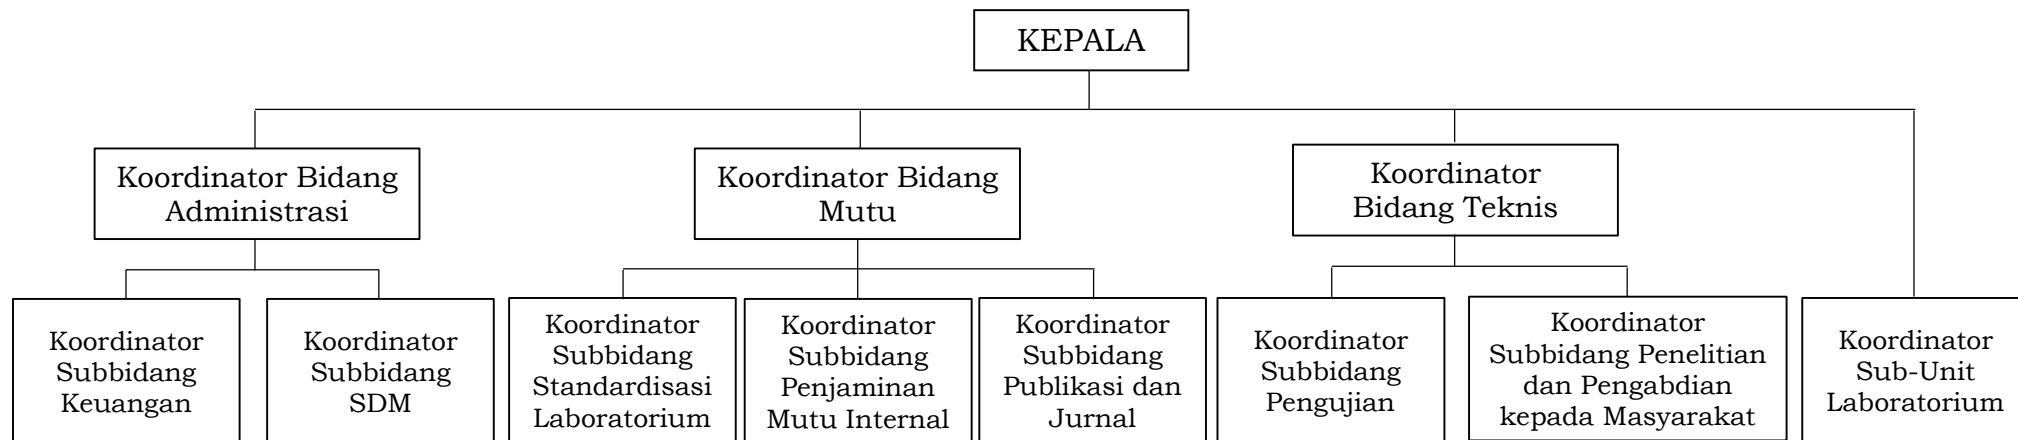 KEPALA
Koordinator Bidang
Administrasi
Koordinator Bidang
Mutu
Koordinator
Bidang Teknis
Koordinator
Subbidang
Keuangan
Koordinator
Subbidang
SDM
Koordinator
Subbidang
Standardisasi
Laboratorium
Koordinator
Subbidang
Penjaminan
Mutu Internal
Koordinator
Subbidang
Publikasi dan
Jurnal
Koordinator
Subbidang
Pengujian
Koordinator
Subbidang Penelitian
dan Pengabdian
kepada Masyarakat
Koordinator
Sub-Unit
Laboratorium